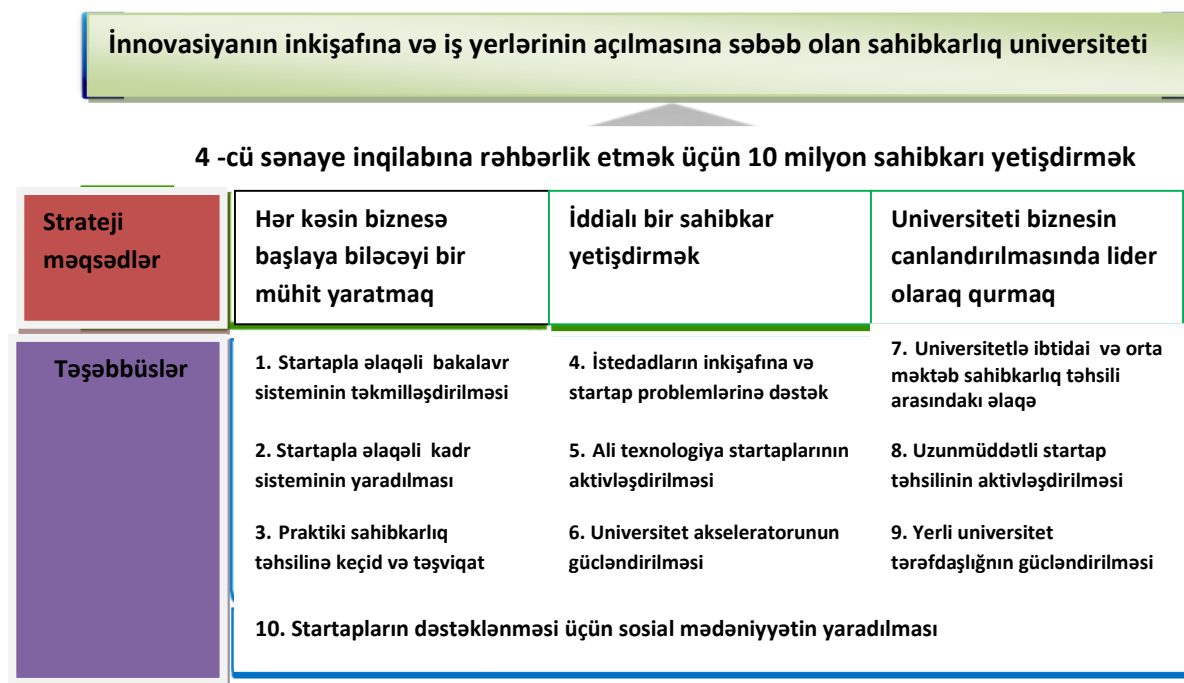 İnnovasiyanın inkişafına və iş yerlərinin açılmasına səbəb olan sahibkarlıq universiteti
4 -cü sənaye inqilabına rəhbərlik etmək üçün 10 milyon sahibkarı yetişdirmək
Strateji
məqsədlər
Hər kəsin biznesə
başlaya biləcəyi bir
mühit yaratmaq
İddialı bir sahibkar
yetişdirmək
Universiteti biznesin
canlandırılmasında lider
olaraq qurmaq
Təşəbbüslər
1. Startapla əlaqəli bakalavr
sisteminin təkmilləşdirilməsi
2. Startapla əlaqəli kadr
sisteminin yaradılması
3. Praktiki sahibkarlıq
təhsilinə keçid və təşviqat
4. İstedadların inkişafına və
startap problemlərinə dəstək
5. Ali texnologiya startaplarının
aktivləşdirilməsi
6. Universitet akseleratorunun
gücləndirilməsi
7. Universitetlə ibtidai və orta
məktəb sahibkarlıq təhsili
arasındakı əlaqə
8. Uzunmüddətli startap
təhsilinin aktivləşdirilməsi
9. Yerli universitet
tərəfdaşlığnın gücləndirilməsi
10. Startapların dəstəklənməsi üçün sosial mədəniyyətin yaradılması